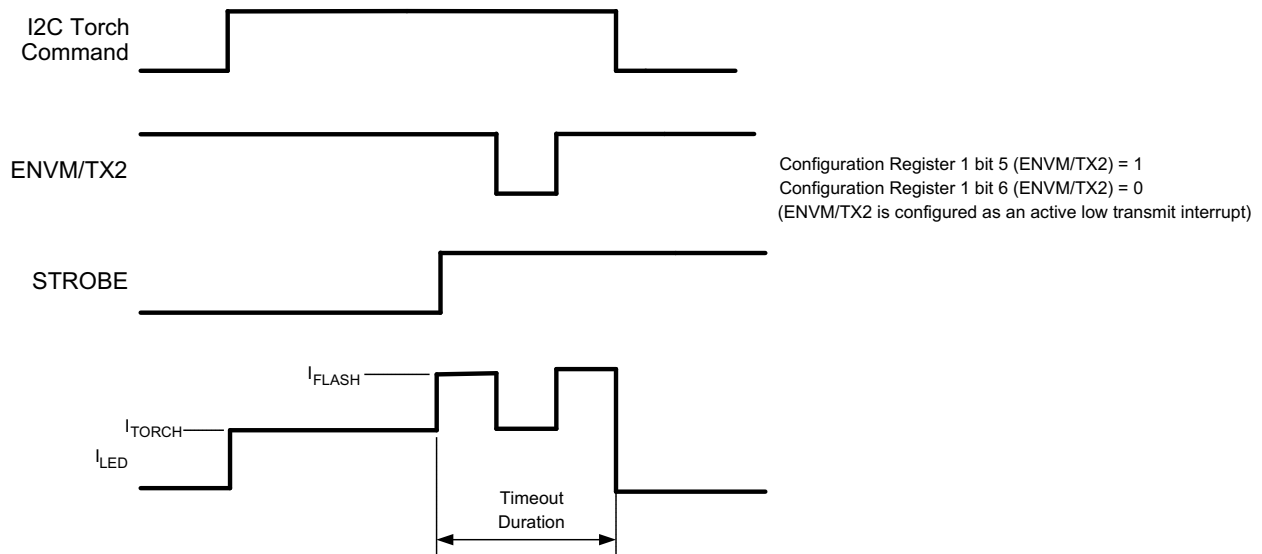 I2C Torch
Command
ENVM/TX2
Configuration Register 1 bit 5 (ENVM/TX2) = 1
Configuration Register 1 bit 6 (ENVM/TX2) = 0
(ENVM/TX2 is configured as an active low transmit interrupt)
STROBE
IFLASH
ITORCH
ILED
Timeout
Duration